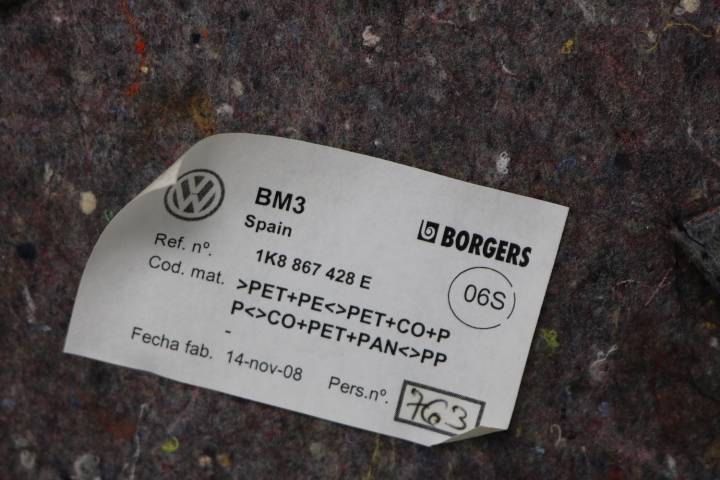 VW
BM3
Spain
BORGERS
Ref. nº. 1K8 867 428 E
06S
Cod. mat. >PET+PE<>PET+CO+P
P<>CO+PET+PAN<>PP
-
Fecha fab. 14-nov-08
Pers.nº. 763